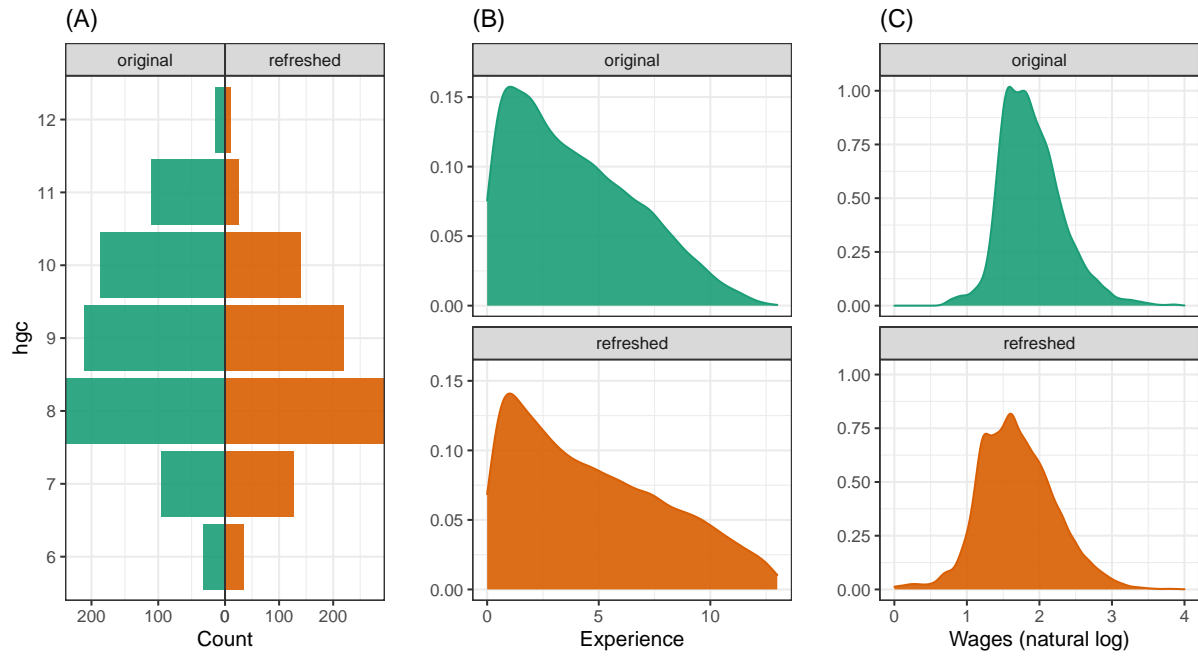 (A)
original refreshed
12
11
10
9
8
7
6
hgc
200 100 0 100 200
Count
(B)
original
0.15
0.10
0.05
0.00
refreshed
0.15
0.10
0.05
0.00
0 5 10
Experience
(C)
original
1.00
0.75
0.50
0.25
0.00
refreshed
1.00
0.75
0.50
0.25
0.00
0 1 2 3 4
Wages (natural log)